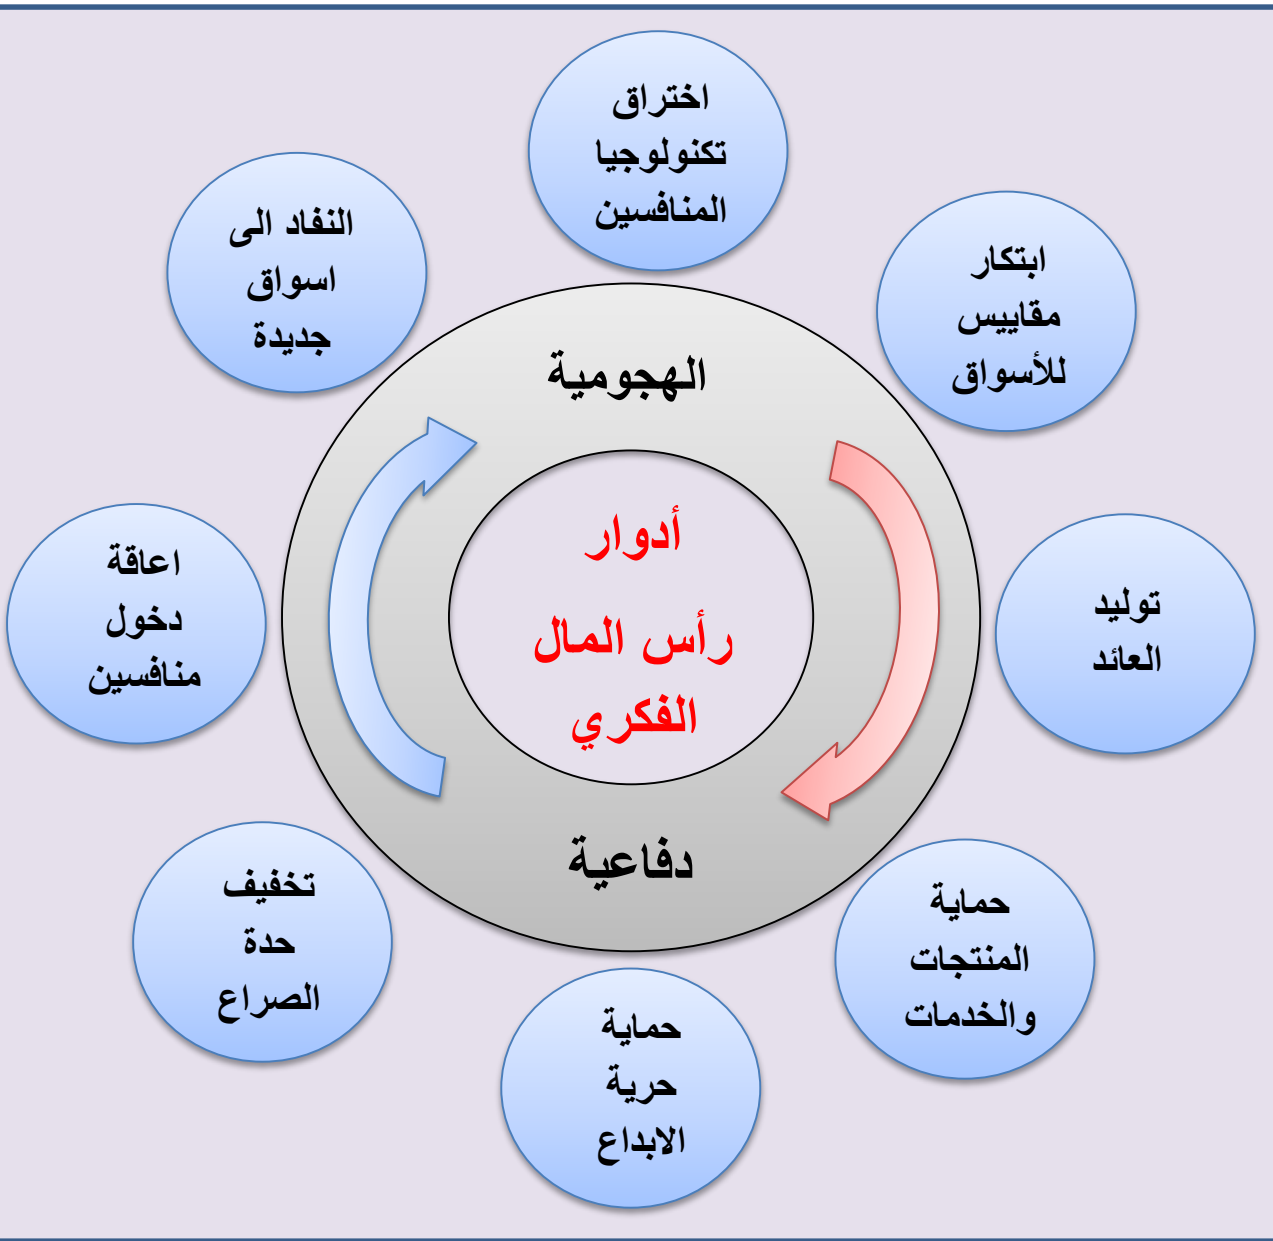 اختراق
تكنولوجيا
المنافسين
النفاد الى
اسواق
جديدة
ابتكار
مقاييس
للأسواق
الهجومية
أدوار
رأس المال
الفكري
اعاقة
دخول
منافسين
توليد
العائد
دفاعية
تخفيف
حدة
الصراع
حماية
المنتجات
والخدمات
حماية
حرية
الابداع